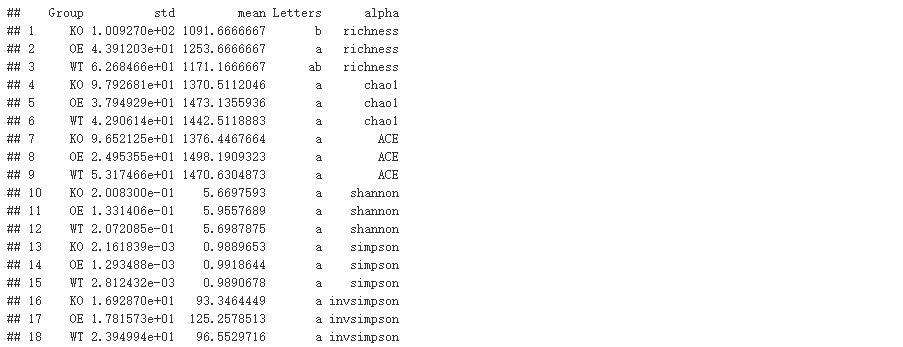 ##    Group          std         mean Letters      alpha
## 1     KO 1.009270e+02 1091.6666667       b   richness
## 2     OE 4.391203e+01 1253.6666667       a   richness
## 3     WT 6.268466e+01 1171.1666667      ab   richness
## 4     KO 9.792681e+01 1370.5112046       a      chao1
## 5     OE 3.794929e+01 1473.1355936       a      chao1
## 6     WT 4.290614e+01 1442.5118883       a      chao1
## 7     KO 9.652125e+01 1376.4467664       a        ACE
## 8     OE 2.495355e+01 1498.1909323       a        ACE
## 9     WT 5.317466e+01 1470.6304873       a        ACE
## 10    KO 2.008300e-01    5.6697593       a    shannon
## 11    OE 1.331406e-01    5.9557689       a    shannon
## 12    WT 2.072085e-01    5.6987875       a    shannon
## 13    KO 2.161839e-03    0.9889653       a    simpson
## 14    OE 1.293488e-03    0.9918644       a    simpson
## 15    WT 2.812432e-03    0.9890678       a    simpson
## 16    KO 1.692870e+01   93.3464449       a invsimpson
## 17    OE 1.781573e+01  125.2578513       a invsimpson
## 18    WT 2.394994e+01   96.5529716       a invsimpson